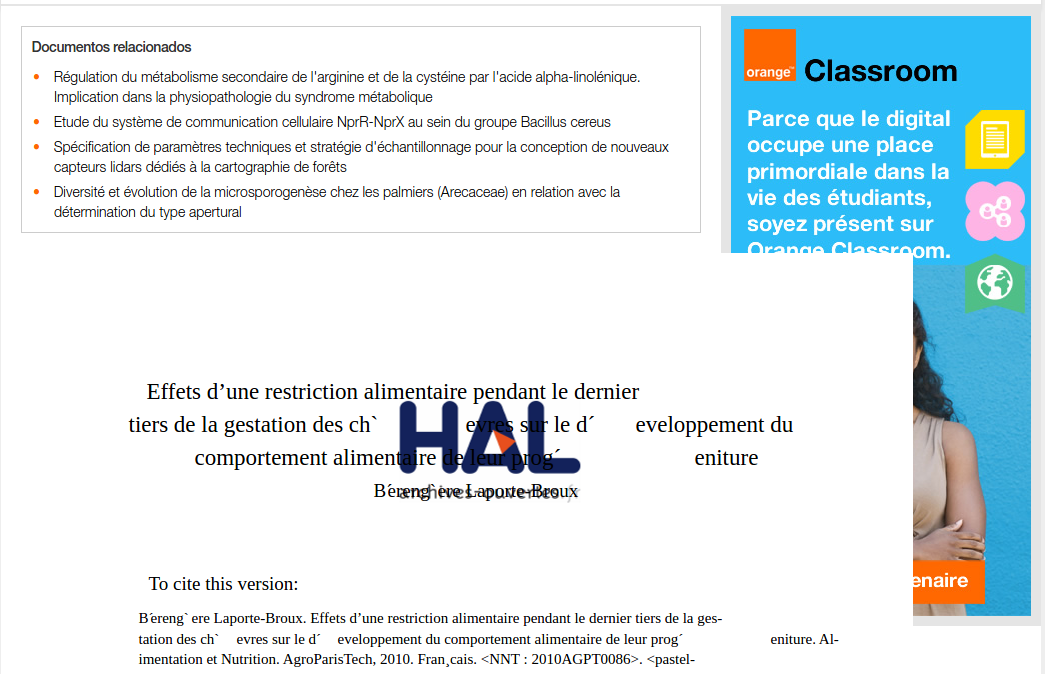 Documentos relacionados
Régulation du métabolisme secondaire de l'arginine et de la cystéine par l'acide alpha-linolénique.
Implication dans la physiopathologie du syndrome métabolique
Etude du système de communication cellulaire NprR-NprX au sein du groupe Bacillus cereus
Spécification de paramètres techniques et stratégie d'échantillonnage pour la conception de nouveaux
capteurs lidars dédiés à la cartographie de forêts
Diversité et évolution de la microsporogenèse chez les palmiers (Arecaceae) en relation avec la
détermination du type apertural
orange™
Classroom
Parce que le digital
occupe une place
primordiale dans la
vie des étudiants,
soyez présent sur
Orange Classroom.
enaire
HAL
archives-ouvertes.fr
Effets d’une restriction alimentaire pendant le dernier
tiers de la gestation des ch` evres sur le d´ eveloppement du
comportement alimentaire de leur prog´ eniture
B´ereng` ere Laporte-Broux
To cite this version:
B´ereng` ere Laporte-Broux. Effets d’une restriction alimentaire pendant le dernier tiers de la ges-
tation des ch` evres sur le d´ eveloppement du comportement alimentaire de leur prog´ eniture. Al-
imentation et Nutrition. AgroParisTech, 2010. Fran¸cais. <NNT : 2010AGPT0086>. <pastel-